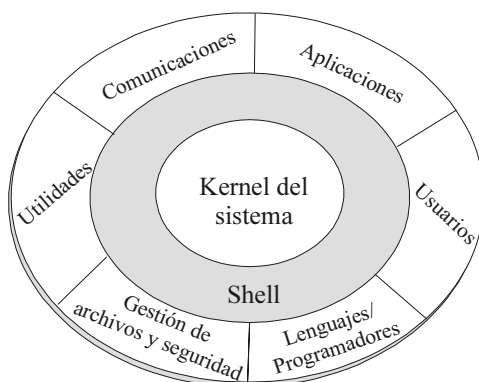 Comunicaciones
Aplicaciones
Utilidades
Kernel del
sistema
Usuarios
Shell
Gestión de
archivos y seguridad
Lenguajes/
Programadores